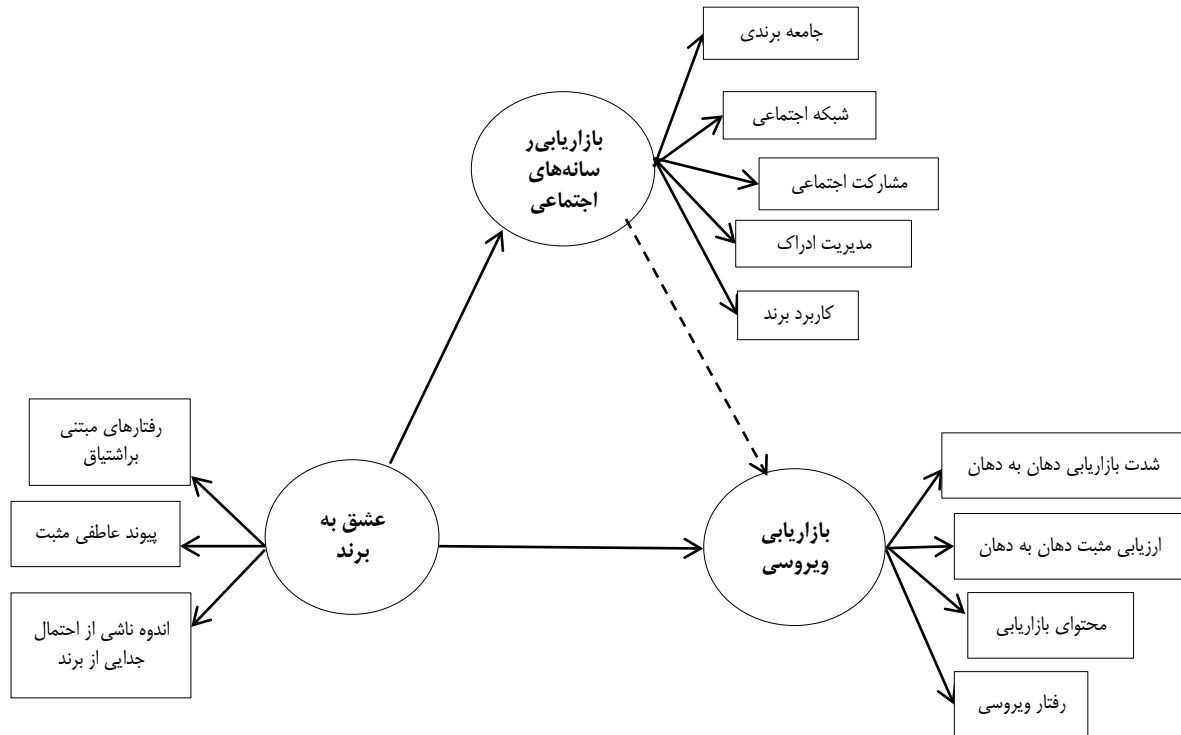 جامعه برندی
شبکه اجتماعی
مشارکت اجتماعی
مدیریت ادراک
کاربرد برند
بازاریابی‌ر
سانه‌های
اجتماعی
رفتارهای مبتنی
براشتیاق
پیوند عاطفی مثبت
اندوه ناشی از احتمال
جدایی از برند
عشق به
برند
بازاریابی
ویروسی
شدت بازاریابی دهان به دهان
ارزیابی مثبت دهان به دهان
محتوای بازاریابی
رفتار ویروسی